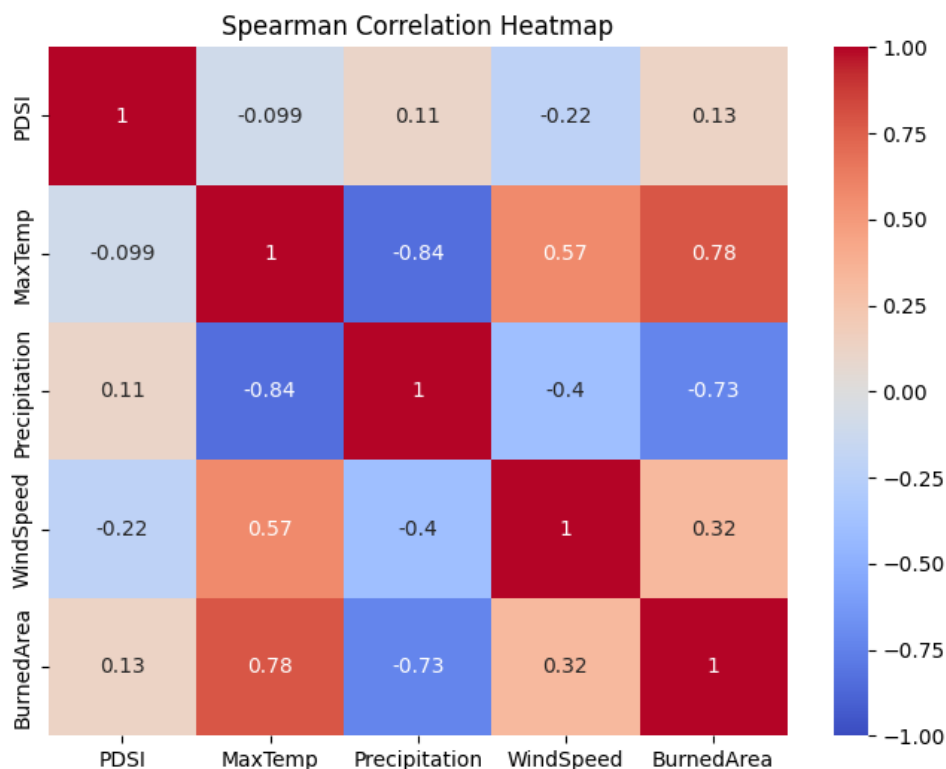 Spearman Correlation Heatmap
PDSI 1 -0.099 0.11 -0.22 0.13
MaxTemp -0.099 1 -0.84 0.57 0.78
Precipitation 0.11 -0.84 1 -0.4 -0.73
WindSpeed -0.22 0.57 -0.4 1 0.32
BurnedArea 0.13 0.78 -0.73 0.32 1
PDSI MaxTemp Precipitation WindSpeed BurnedArea
1.00
0.75
0.50
0.25
0.00
−0.25
−0.50
−0.75
−1.00